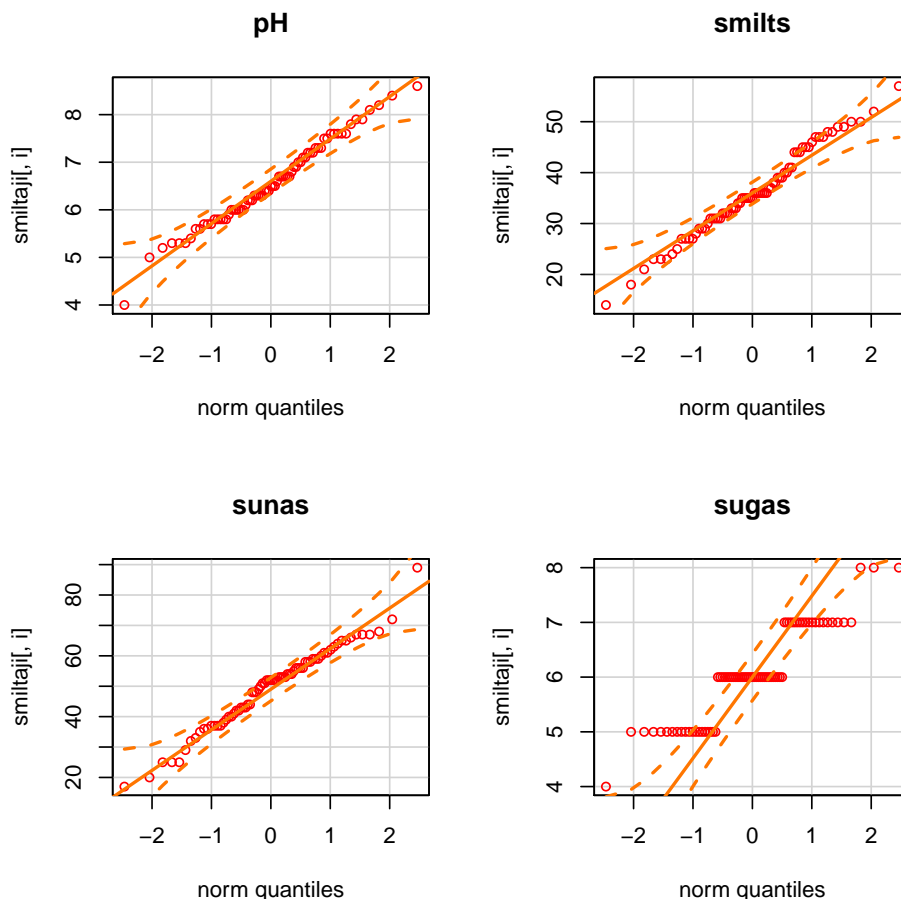 pH
smiltaji[, i]
8
7
6
5
4
−2 −1 0 1 2
norm quantiles
smilts
smiltaji[, i]
50
40
30
20
−2 −1 0 1 2
norm quantiles
sunas
smiltaji[, i]
80
60
40
20
−2 −1 0 1 2
norm quantiles
sugas
smiltaji[, i]
8
7
6
5
4
−2 −1 0 1 2
norm quantiles